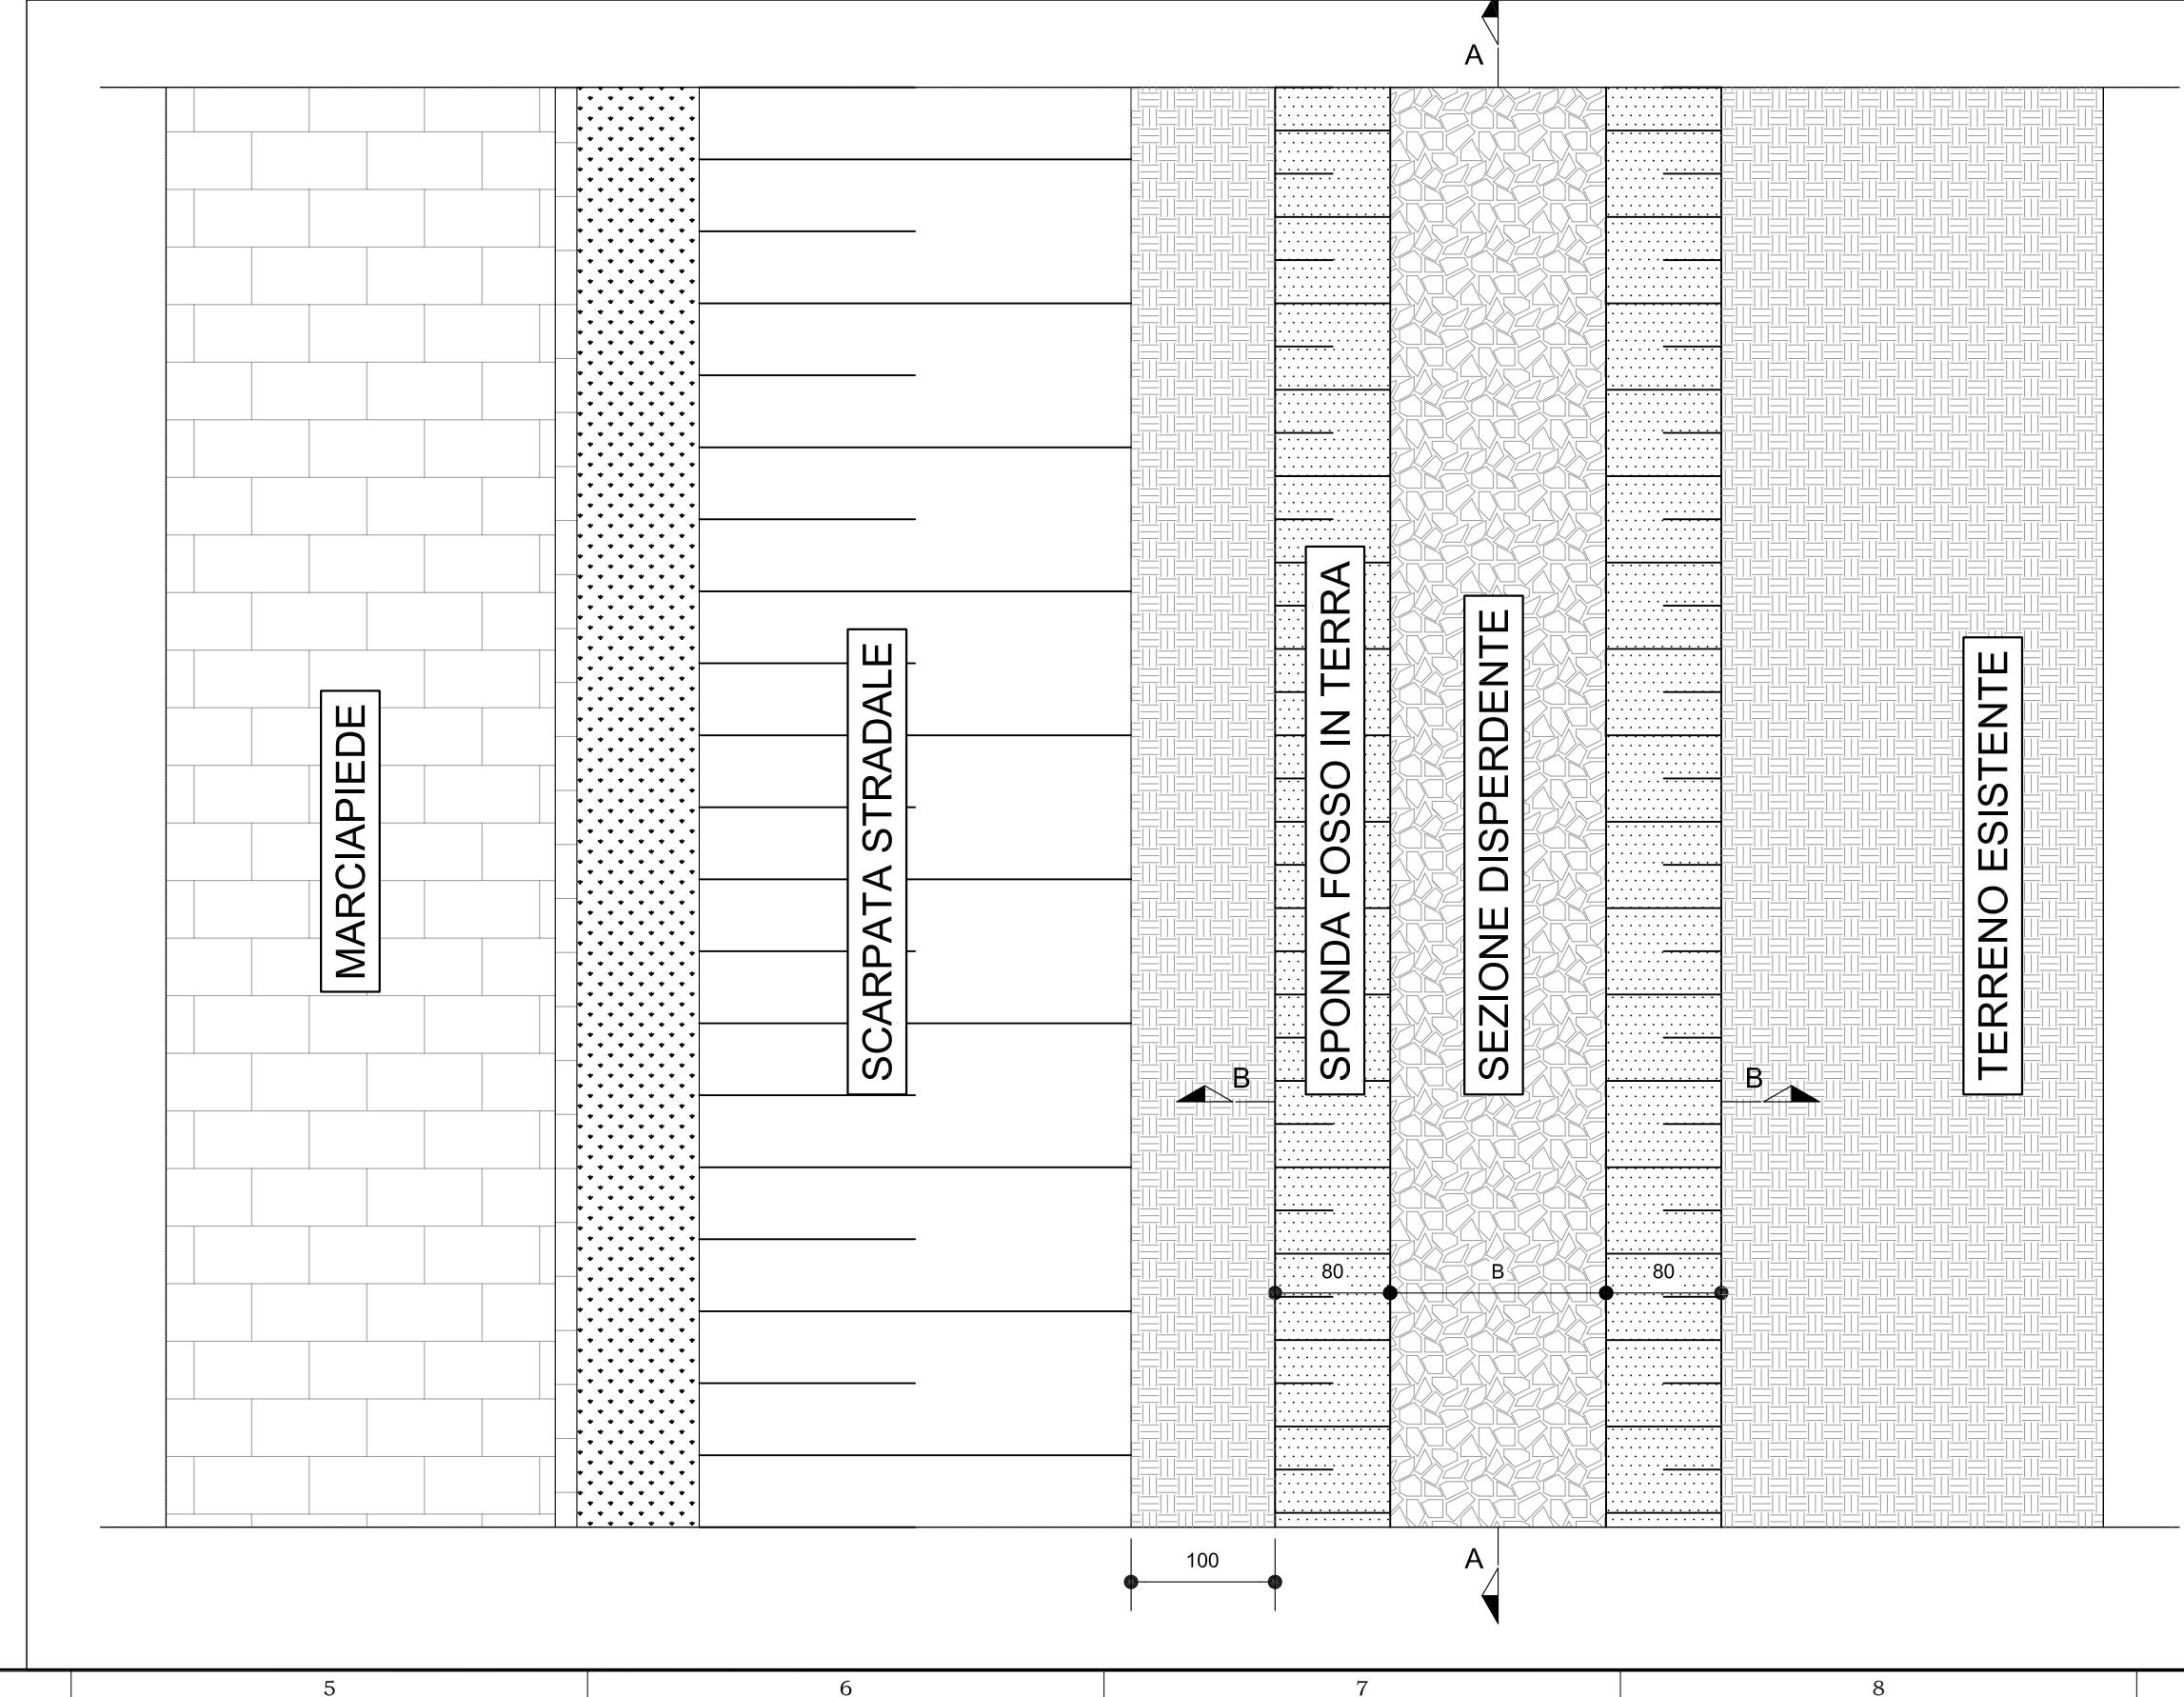 A
MARCIAPIEDE
SCARPATA STRADALE
SPONDA FOSSO IN TERRA
SEZIONE DISPERDENTE
TERRENO ESISTENTE
B
B
80
B
80
100
A
5
6
7
8